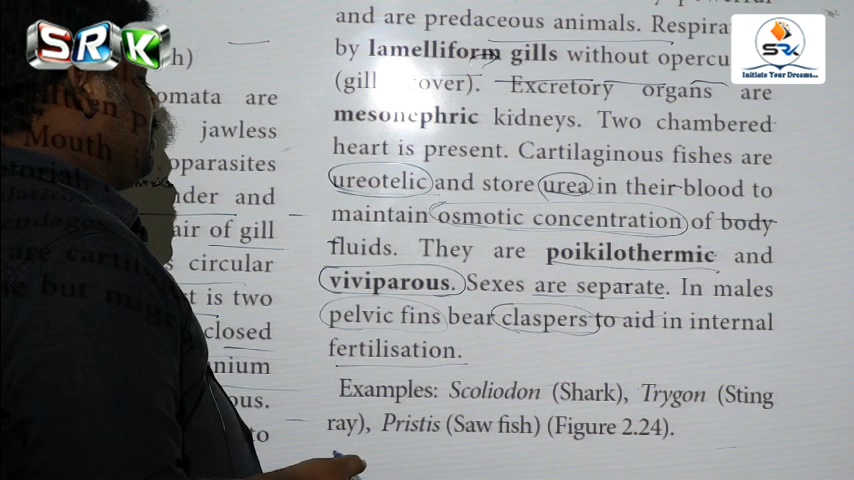 SRK
SRK
Initiate Your Dreams...
h)
omata are
jawless
oparasites
nder and
air of gill
s circular
t is two
closed
nium
ous.
to
and are predaceous animals. Respira
by lamelliform gills without opercu
(gill cover). Excretory organs are
mesonephric kidneys. Two chambered
heart is present. Cartilaginous fishes are
ureotelic and store urea in their blood to
maintain osmotic concentration of body
fluids. They are poikilothermic and
viviparous. Sexes are separate. In males
pelvic fins bear claspers to aid in internal
fertilisation.
Examples: Scoliodon (Shark), Trygon (Sting
ray), Pristis (Saw fish) (Figure 2.24).